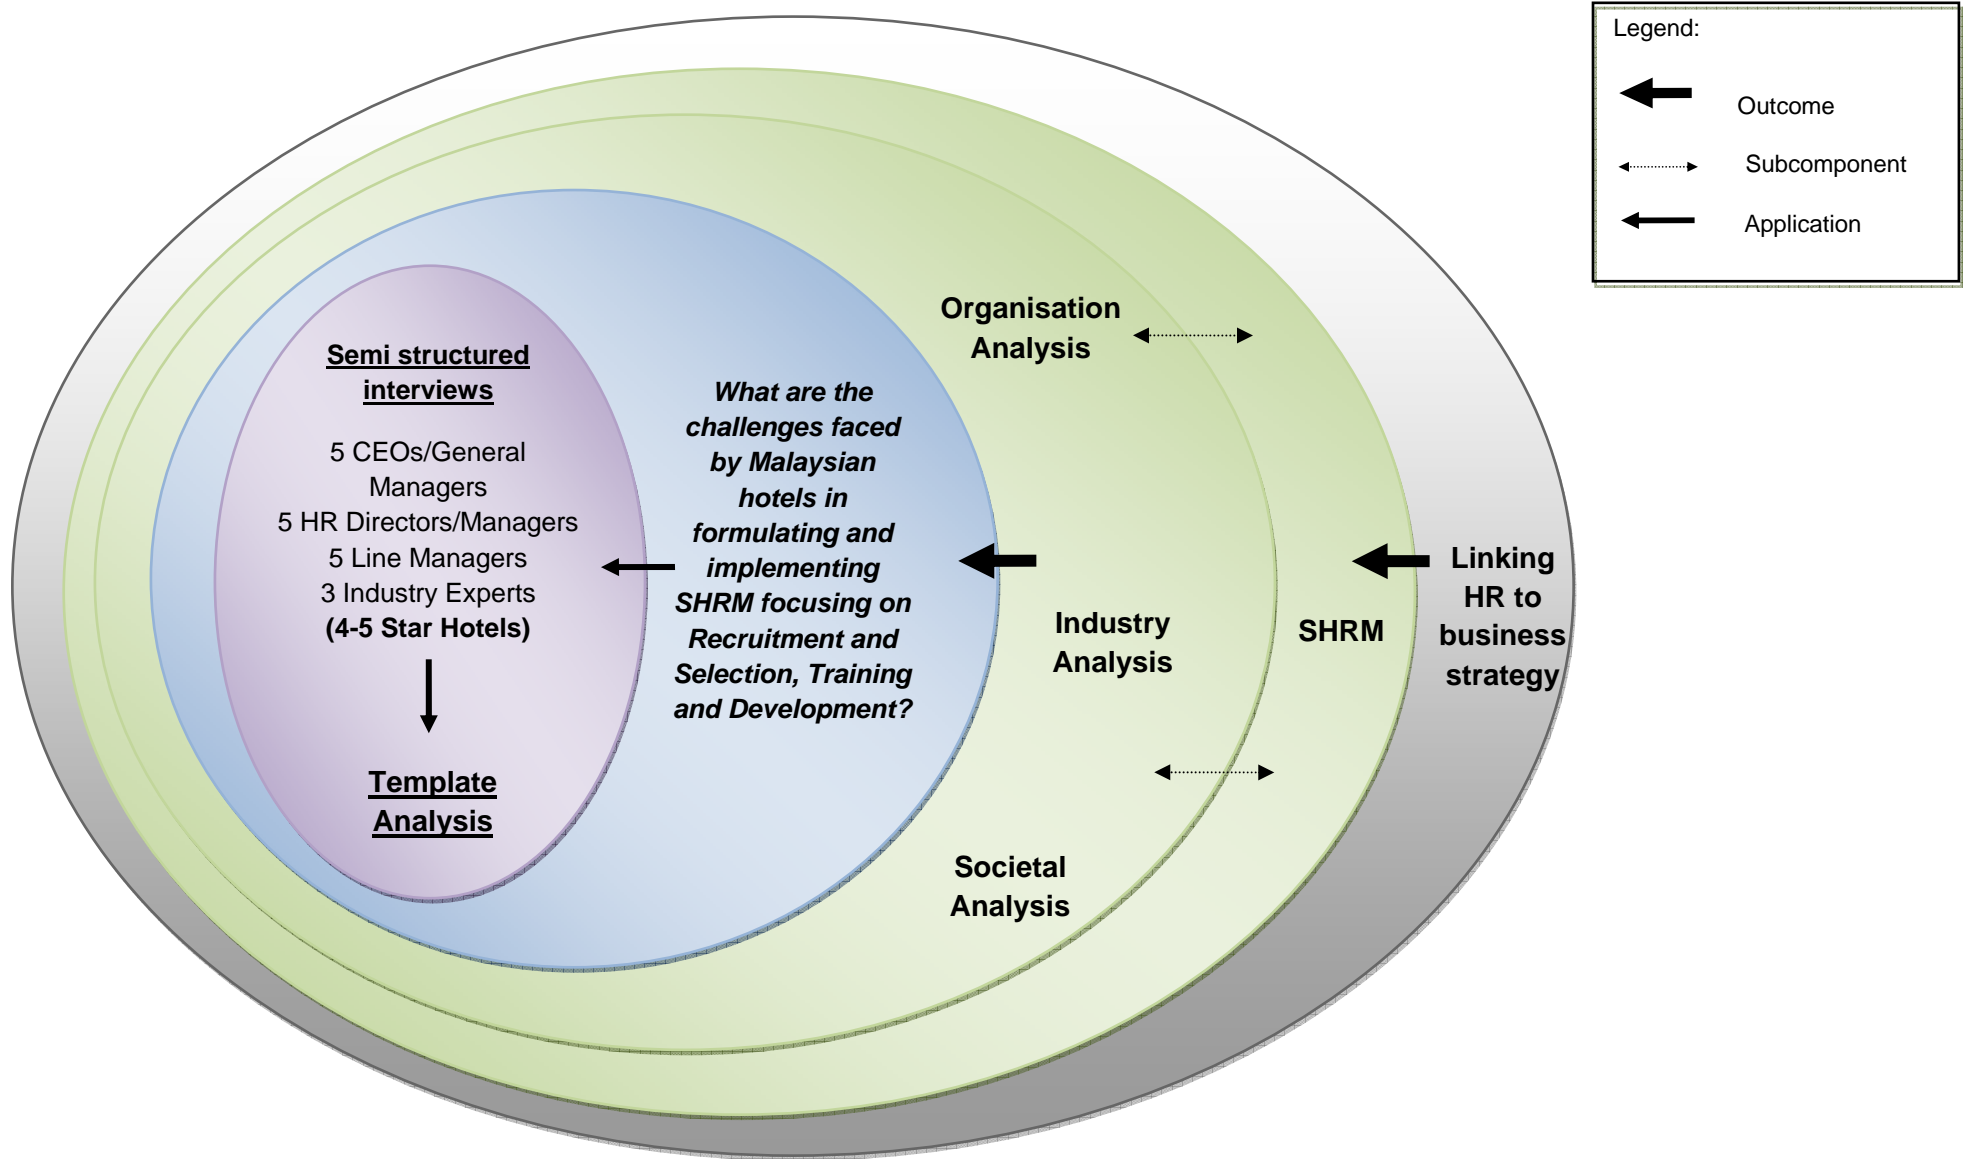 Legend:
Outcome
Subcomponent
Application
Semi structured
interviews
5 CEOs/General
Managers
5 HR Directors/Managers
5 Line Managers
3 Industry Experts
(4-5 Star Hotels)
Template
Analysis
What are the
challenges faced
by Malaysian
hotels in
formulating and
implementing
SHRM focusing on
Recruitment and
Selection, Training
and Development?
Organisation
Analysis
Industry
Analysis
Societal
Analysis
SHRM
Linking
HR to
business
strategy